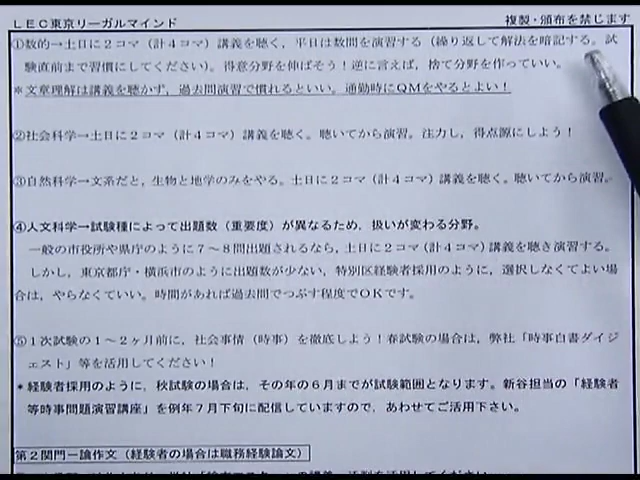 LEC東京リーガルマインド
複製・頒布を禁じます
①数的→土日に２コマ（計４コマ）講義を聴く，平日は数問を演習する（繰り返して解法を暗記する。試
験直前まで習慣にしてください）。得意分野を伸ばそう！逆に言えば，捨て分野を作っていい。
＊文章理解は講義を聴かず，過去問演習で慣れるといい。通勤時にQMをやるとよい！
②社会科学→土日に２コマ（計４コマ）講義を聴く。聴いてから演習。注力し，得点源にしよう！
③自然科学→文系だと，生物と地学のみをやる。土日に２コマ（計４コマ）講義を聴く。聴いてから演習。
④人文科学→試験種によって出題数（重要度）が異なるため，扱いが変わる分野。
一般の市役所や県庁のように７～８問出題されるなら，土日に２コマ（計４コマ）講義を聴き演習する。
しかし，東京都庁・横浜市のように出題数が少ない，特別区経験者採用のように，選択しなくてよい場
合は，やらなくていい。時間があれば過去問でつぶす程度でOKです。
⑤１次試験の１～２ヶ月前に，社会事情（時事）を徹底しよう！春試験の場合は，弊社「時事白書ダイジ
ェスト」等を活用してください！
＊経験者採用のように，秋試験の場合は，その年の６月までが試験範囲となります。新谷担当の「経験者
等時事問題演習講座」を例年７月下旬に配信していますので，あわせてご活用下さい。
第２関門―論作文（経験者の場合は職務経験論文）